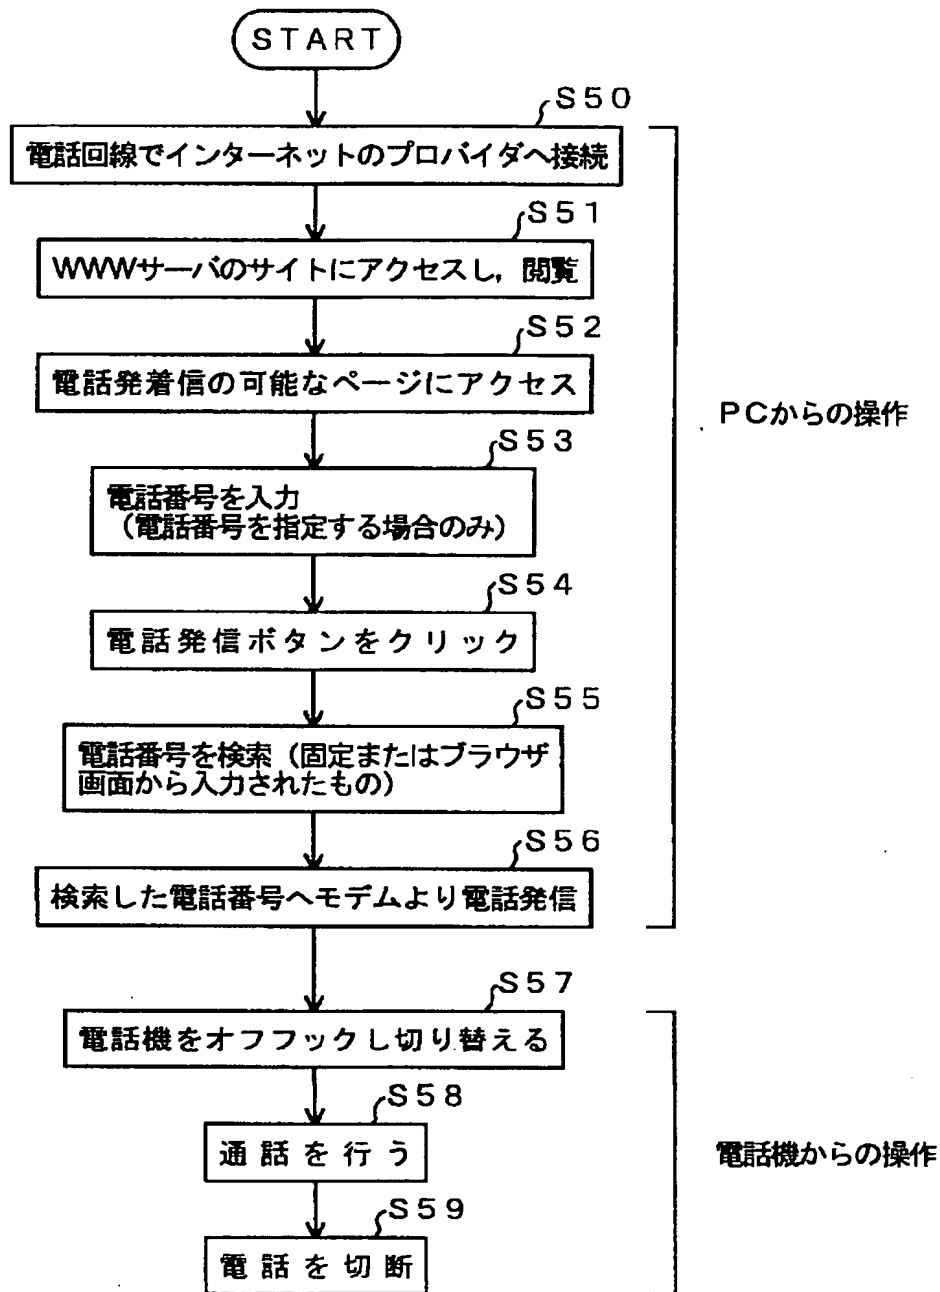 START
S50
電話回線でインターネットのプロバイダへ接続
S51
WWWサーバのサイトにアクセスし，閲覧
S52
電話発着信の可能なページにアクセス
PCからの操作
S53
電話番号を入力
（電話番号を指定する場合のみ）
S54
電話発信ボタンをクリック
S55
電話番号を検索（固定またはブラウザ
画面から入力されたもの）
S56
検索した電話番号へモデムより電話発信
S57
電話機をオフフックし切り替える
S58
通話を行う
電話機からの操作
S59
電話を切断